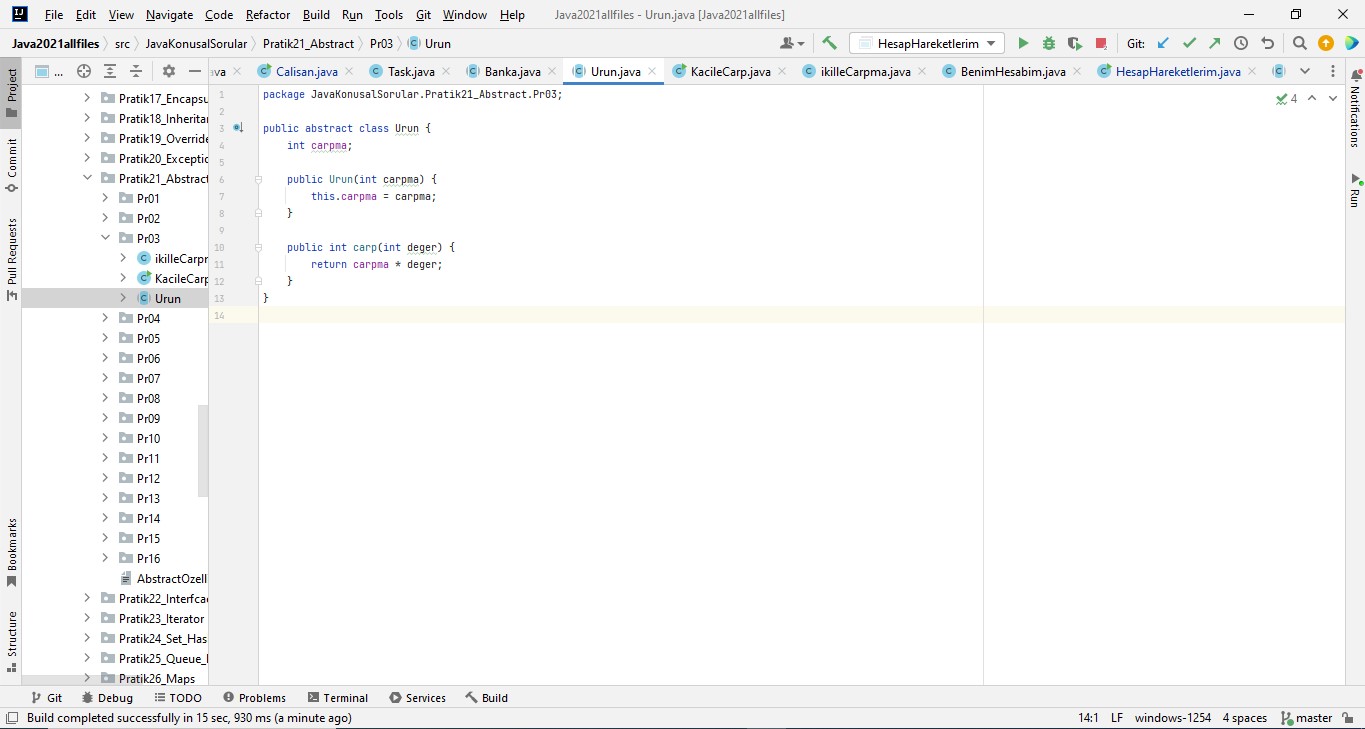 File Edit View Navigate Code Refactor Build Run Tools Git Window Help Java2021allfiles - Urun.java [Java2021allfiles]
Java2021allfiles src JavaKonusalSorular Pratik21_Abstract Pr03 Urun HesapHareketlerim Git:
... va Calisan.java Task.java Banka.java Urun.java KacileCarp.java ikilleCarpma.java BenimHesabim.java HesapHareketlerim.java
Project
Commit
Pull Requests
Bookmarks
Structure
Pratik17_Encapsu
Pratik18_Inheritar
Pratik19_Override
Pratik20_Exceptio
Pratik21_Abstract
Pr01
Pr02
Pr03
ikilleCarpr
KacileCarp
Urun
Pr04
Pr05
Pr06
Pr07
Pr08
Pr09
Pr10
Pr11
Pr12
Pr13
Pr14
Pr15
Pr16
AbstractOzell
Pratik22_Interfcae
Pratik23_Iterator
Pratik24_Set_Has
Pratik25_Queue_
Pratik26_Maps
1 package JavaKonusalSorular.Pratik21_Abstract.Pr03;
2
3 public abstract class Urun {
4 int carpma;
5
6 public Urun(int carpma) {
7 this.carpma = carpma;
8 }
9
10 public int carp(int deger) {
11 return carpma * deger;
12 }
13 }
14
4
Notifications
Run
Git Debug TODO Problems Terminal Services Build
Build completed successfully in 15 sec, 930 ms (a minute ago) 14:1 LF windows-1254 4 spaces master